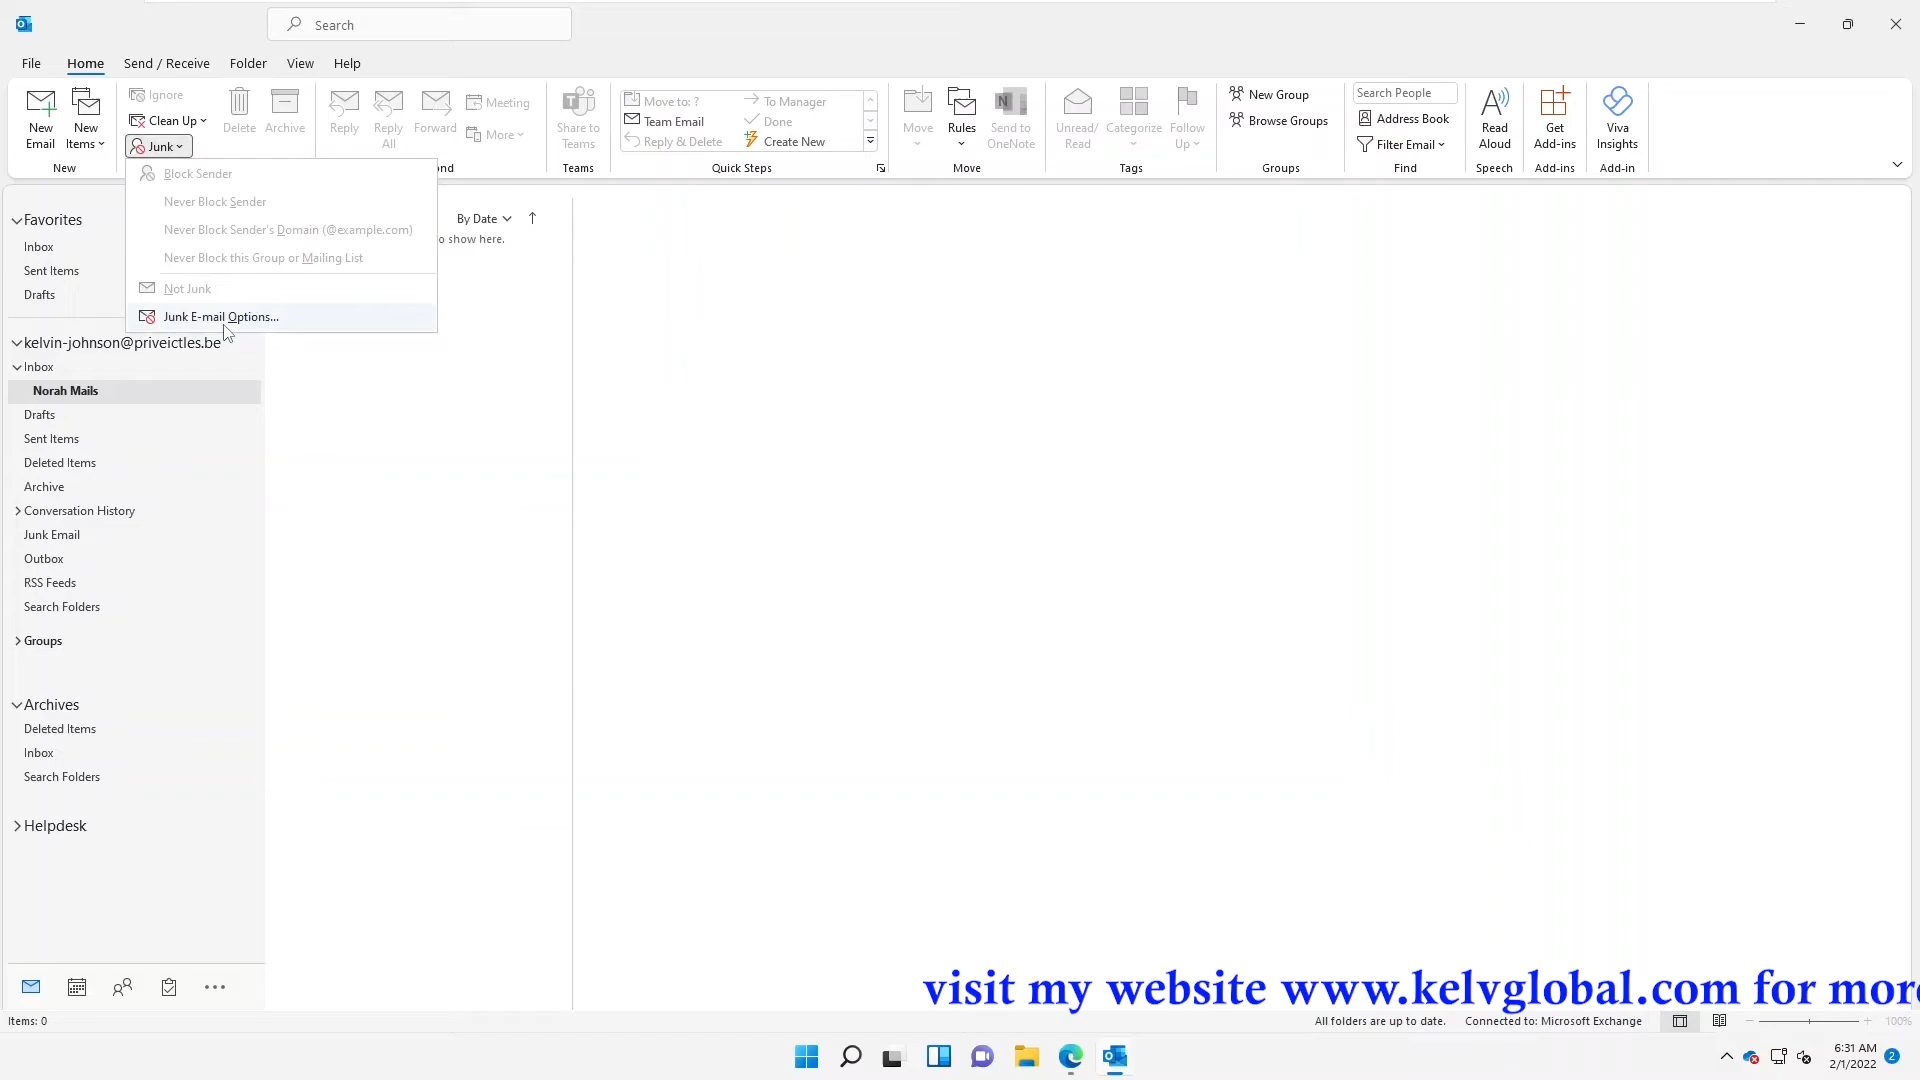 Search
File Home Send / Receive Folder View Help
New Email
New Items
New
Ignore
Clean Up
Junk
Delete
Archive
Reply
Reply All
Forward
Meeting
More
ond
Share to Teams
Teams
Move to: ?
Team Email
Reply & Delete
To Manager
Done
Create New
Quick Steps
Move
Rules
Send to OneNote
Move
Unread/ Read
Categorize
Follow Up
Tags
New Group
Browse Groups
Groups
Search People
Address Book
Filter Email
Find
Read Aloud
Speech
Get Add-ins
Add-ins
Viva Insights
Add-in
Block Sender
Never Block Sender
Never Block Sender's Domain (@example.com)
Never Block this Group or Mailing List
Not Junk
Junk E-mail Options...
By Date
o show here.
Favorites
Inbox
Sent Items
Drafts
kelvin-johnson@priveictles.be
Inbox
Norah Mails
Drafts
Sent Items
Deleted Items
Archive
Conversation History
Junk Email
Outbox
RSS Feeds
Search Folders
Groups
Archives
Deleted Items
Inbox
Search Folders
Helpdesk
visit my website www.kelvglobal.com for more
Items: 0
All folders are up to date. Connected to: Microsoft Exchange 100%
6:31 AM
2/1/2022
2